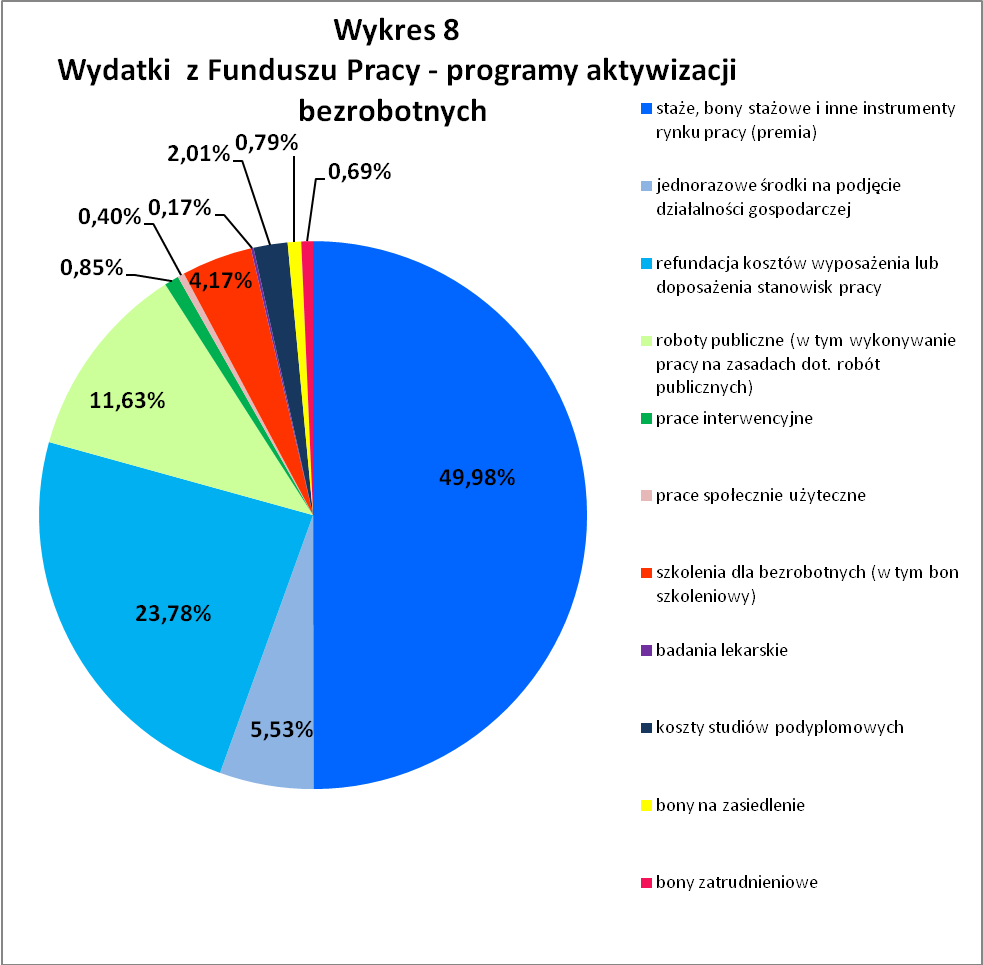 Wykres 8
Wydatki z Funduszu Pracy - programy aktywizacji
bezrobotnych
0,79%
2,01%
0,69%
0,17%
0,40%
0,85%
4,17%
11,63%
49,98%
23,78%
5,53%
staże, bony stażowe i inne instrumenty
rynku pracy (premia)
jednorazowe środki na podjęcie
działalności gospodarczej
refundacja kosztów wyposażenia lub
doposażenia stanowisk pracy
roboty publiczne (w tym wykonywanie
pracy na zasadach dot. robót
publicznych)
prace interwencyjne
prace społecznie użyteczne
szkolenia dla bezrobotnych (w tym bon
szkoleniowy)
badania lekarskie
koszty studiów podyplomowych
bony na zasiedlenie
bony zatrudnieniowe